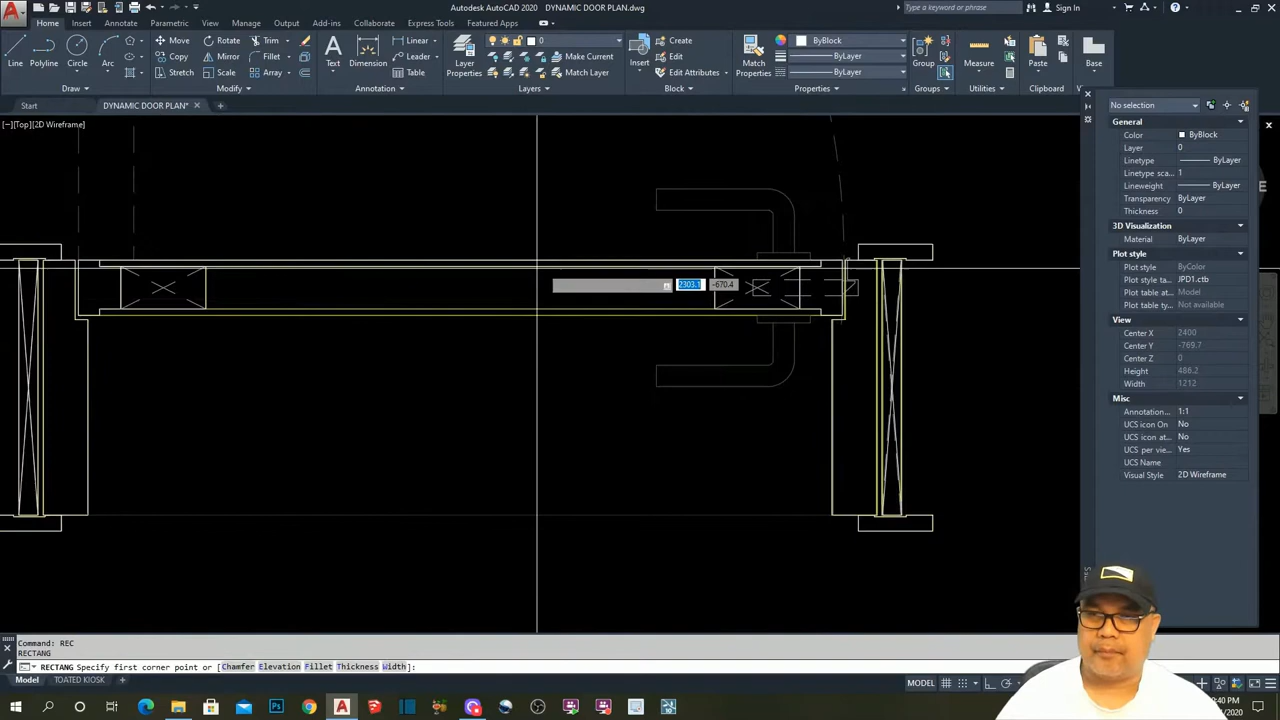 Autodesk AutoCAD 2020 DYNAMIC DOOR PLAN.dwg
Type a keyword or phrase
Sign In
Home Insert Annotate Parametric View Manage Output Add-ins Collaborate Express Tools Featured Apps
Line Polyline Circle Arc
Move Rotate Trim
Copy Mirror Fillet
Stretch Scale Array
Text Dimension
Linear
Leader
Table
Layer Properties
0
Make Current
Match Layer
Insert
Create
Edit
Edit Attributes
Match Properties
ByBlock
ByLayer
ByLayer
Group
Measure
Paste
Base
Draw Modify Annotation Layers Block Properties Groups Utilities Clipboard View
Start DYNAMIC DOOR PLAN*
[−][Top][2D Wireframe]
No selection
General
Color ByBlock
Layer 0
Linetype ByLayer
Linetype sca... 1
Lineweight ByLayer
Transparency ByLayer
Thickness 0
3D Visualization
Material ByLayer
Plot style
Plot style ByColor
Plot style ta... JPD1.ctb
Plot table at... Model
Plot table ty... Not available
View
Center X 2400
Center Y -769.7
Center Z 0
Height 486.2
Width 1212
Misc
Annotation... 1:1
UCS icon On No
UCS icon at... No
UCS per vie... Yes
UCS Name
Visual Style 2D Wireframe
2303.1 -670.4
Command: REC
RECTANG
RECTANG Specify first corner point or [Chamfer Elevation Fillet Thickness Width]:
Model TOATED KIOSK
MODEL